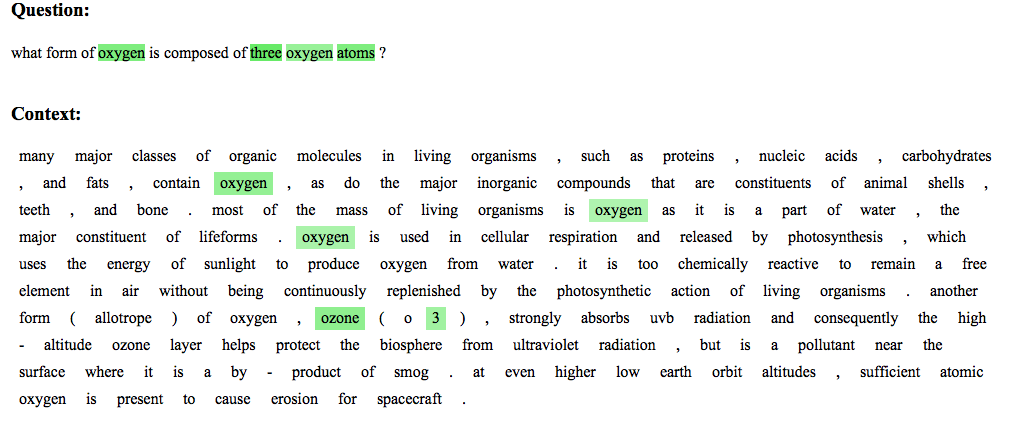 Question:
what form of oxygen is composed of three oxygen atoms ?
Context:
many major classes of organic molecules in living organisms , such as proteins , nucleic acids , carbohydrates
, and fats , contain oxygen , as do the major inorganic compounds that are constituents of animal shells ,
teeth , and bone . most of the mass of living organisms is oxygen as it is a part of water , the
major constituent of lifeforms . oxygen is used in cellular respiration and released by photosynthesis , which
uses the energy of sunlight to produce oxygen from water . it is too chemically reactive to remain a free
element in air without being continuously replenished by the photosynthetic action of living organisms . another
form ( allotrope ) of oxygen , ozone ( o 3 ) , strongly absorbs uvb radiation and consequently the high
- altitude ozone layer helps protect the biosphere from ultraviolet radiation , but is a pollutant near the
surface where it is a by - product of smog . at even higher low earth orbit altitudes , sufficient atomic
oxygen is present to cause erosion for spacecraft .